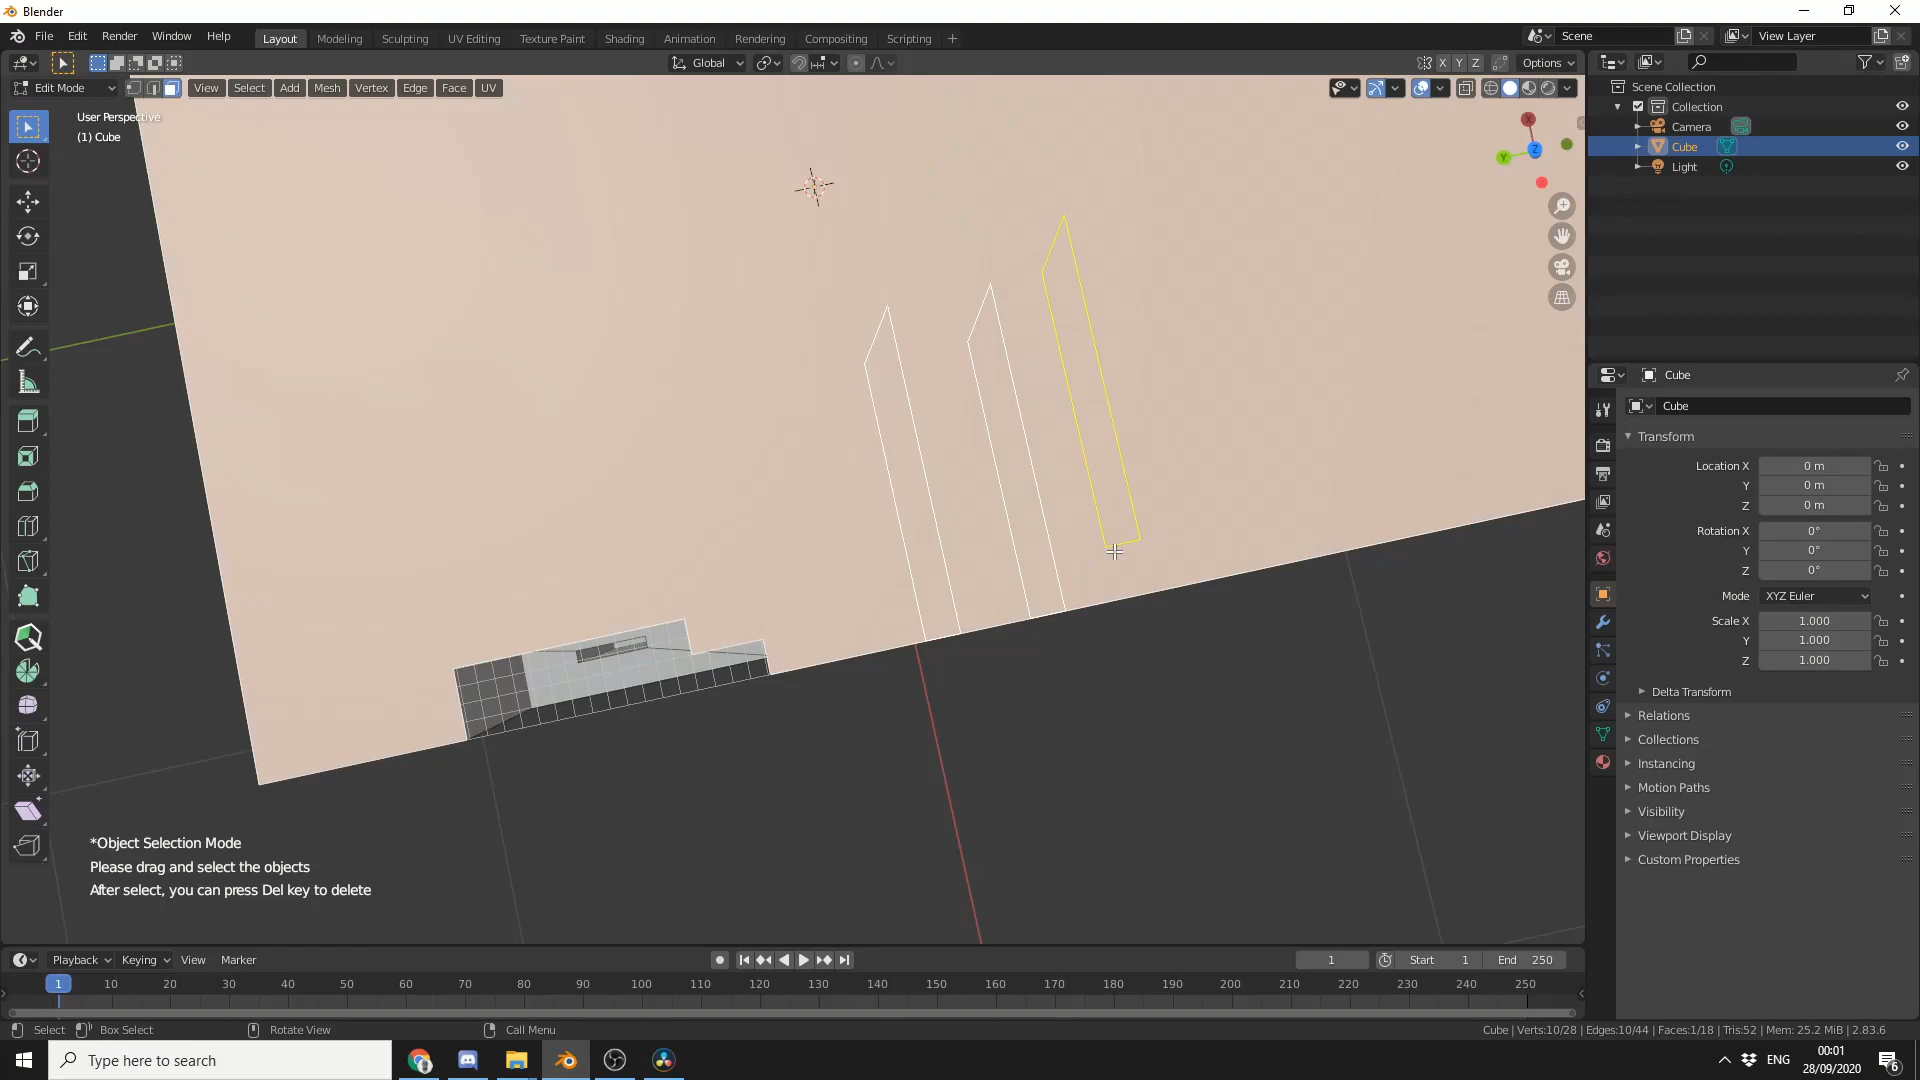 Blender
File Edit Render Window Help Layout Modeling Sculpting UV Editing Texture Paint Shading Animation Rendering Compositing Scripting + Scene View Layer
Global X Y Z Options
Edit Mode View Select Add Mesh Vertex Edge Face UV
User Perspective
(1) Cube
X
Y
Z
Scene Collection
Collection
Camera
Cube
Light
Cube
Cube
Transform
Location X 0 m
Y 0 m
Z 0 m
Rotation X 0°
Y 0°
Z 0°
Mode XYZ Euler
Scale X 1.000
Y 1.000
Z 1.000
Delta Transform
Relations
Collections
Instancing
Motion Paths
Visibility
Viewport Display
Custom Properties
*Object Selection Mode
Please drag and select the objects
After select, you can press Del key to delete
Playback Keying View Marker 1 Start 1 End 250
1 10 20 30 40 50 60 70 80 90 100 110 120 130 140 150 160 170 180 190 200 210 220 230 240 250
Select Box Select Rotate View Call Menu Cube | Verts:10/28 | Edges:10/44 | Faces:1/18 | Tris:52 | Mem: 25.2 MiB | 2.83.6
Type here to search ENG 00:01
28/09/2020 6